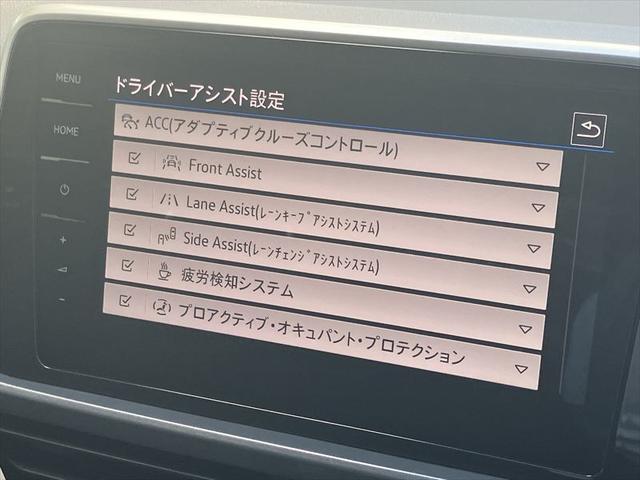 MENU
ドライバーアシスト設定
HOME
ACC(アダプティブクルーズコントロール)
Front Assist
Lane Assist(ﾚｰﾝｷｰﾌﾟｱｼｽﾄｼｽﾃﾑ)
Side Assist(ﾚｰﾝﾁｪﾝｼﾞｱｼｽﾄｼｽﾃﾑ)
疲労検知システム
プロアクティブ・オキュパント・プロテクション